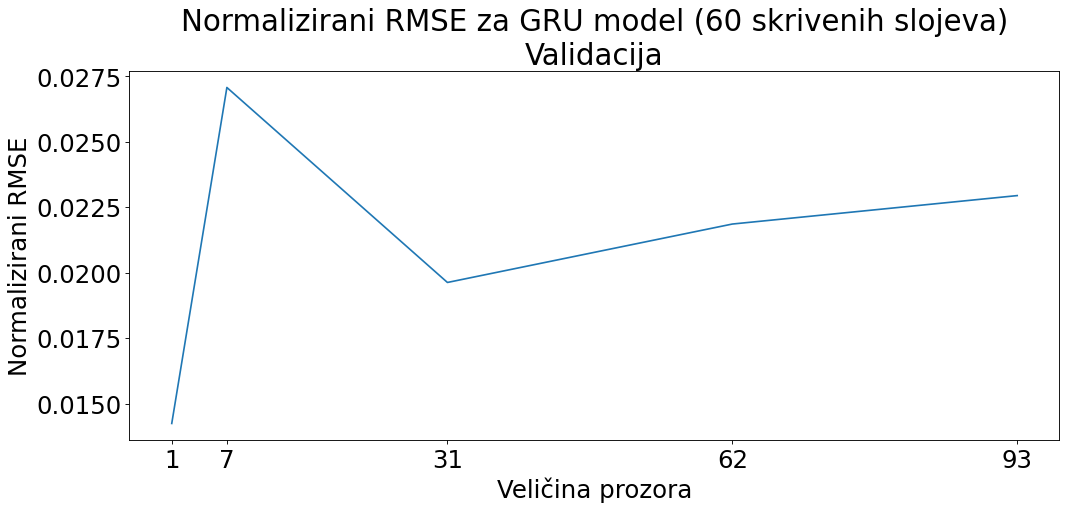 Normalizirani RMSE za GRU model (60 skrivenih slojeva)
Validacija
Normalizirani RMSE
0.0275
0.0250
0.0225
0.0200
0.0175
0.0150
1 7 31 62 93
Veličina prozora